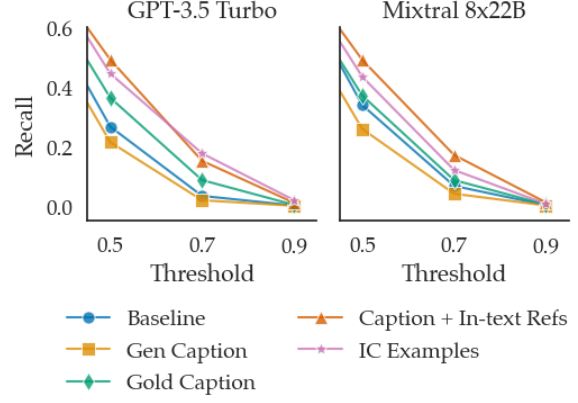 GPT-3.5 Turbo
Mixtral 8x22B
Recall
0.6
0.4
0.2
0.0
0.5 0.7 0.9
0.5 0.7 0.9
Threshold
Threshold
Baseline
Gen Caption
Gold Caption
Caption + In-text Refs
IC Examples